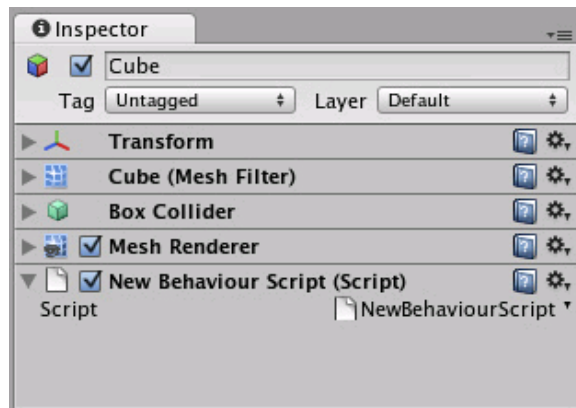 Inspector
Cube
Tag Untagged Layer Default
Transform
Cube (Mesh Filter)
Box Collider
Mesh Renderer
New Behaviour Script (Script)
Script NewBehaviourScript